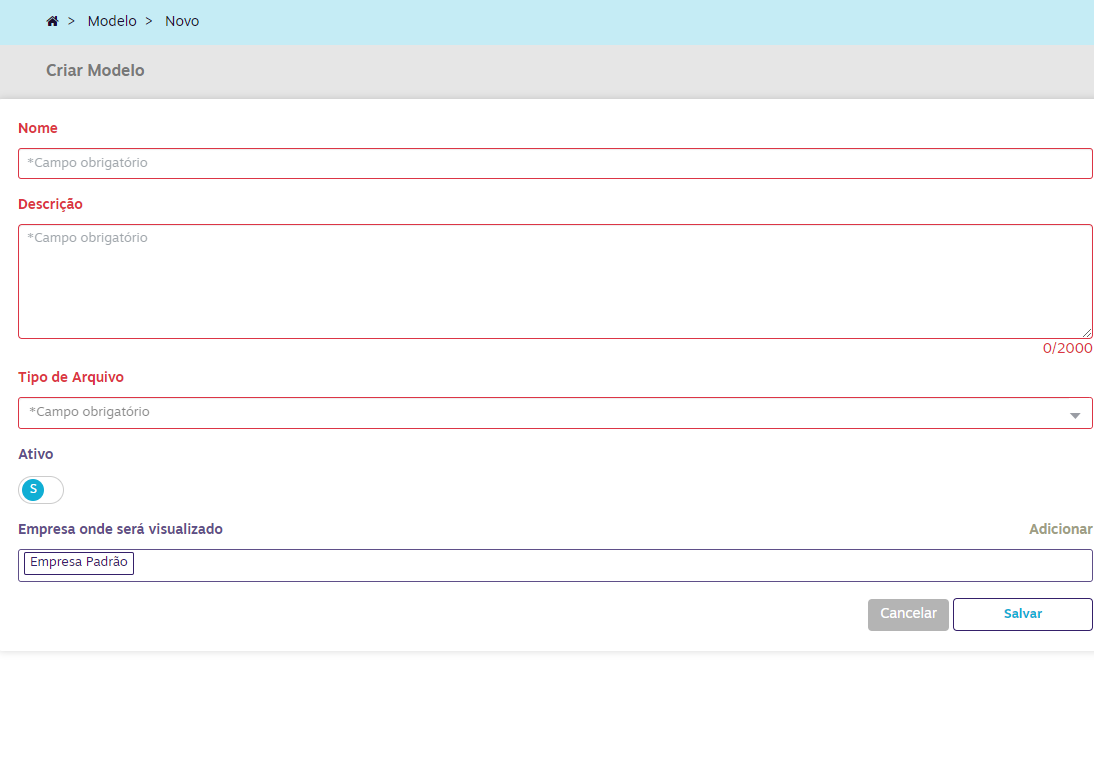 > Modelo > Novo
Criar Modelo
Nome
*Campo obrigatório
Descrição
*Campo obrigatório
0/2000
Tipo de Arquivo
*Campo obrigatório
Ativo
S
Empresa onde será visualizado Adicionar
Empresa Padrão
Cancelar Salvar